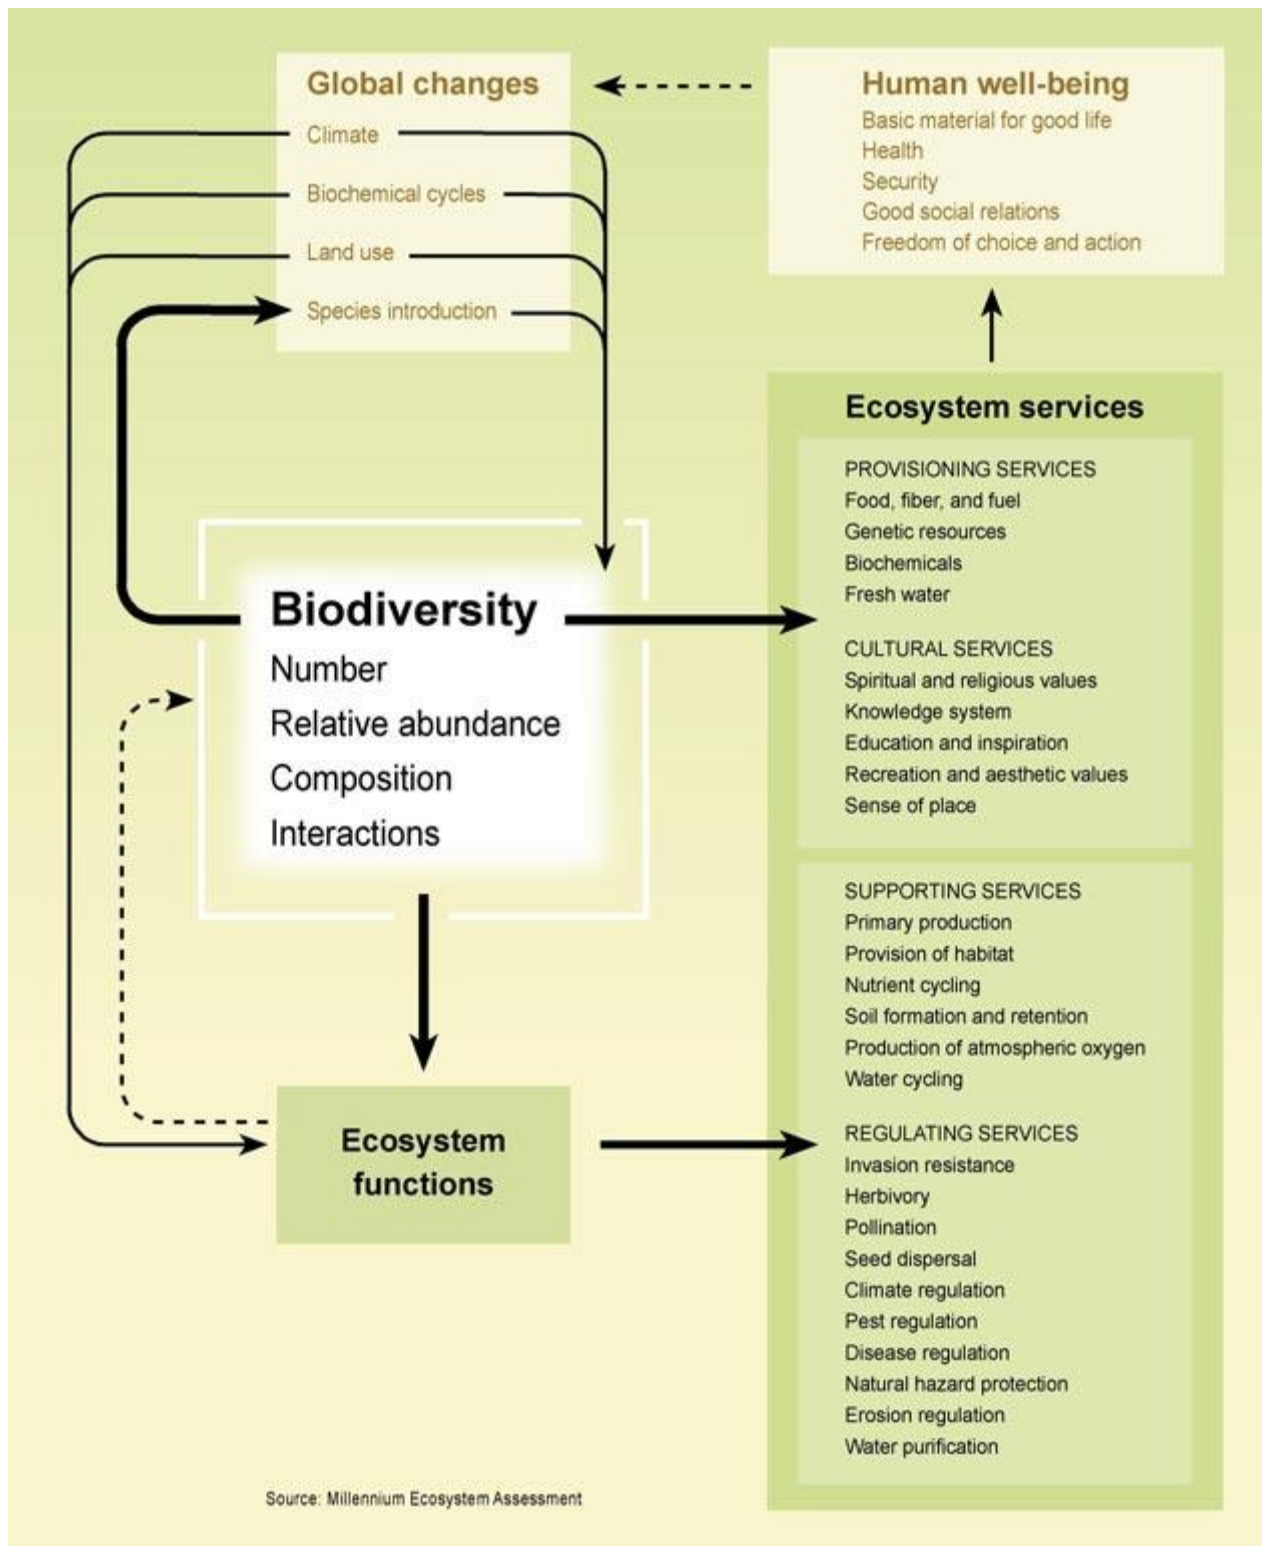 Global changes
Climate
Biochemical cycles
Land use
Species introduction
Human well-being
Basic material for good life
Health
Security
Good social relations
Freedom of choice and action
Biodiversity
Number
Relative abundance
Composition
Interactions
Ecosystem
functions
Ecosystem services
PROVISIONING SERVICES
Food, fiber, and fuel
Genetic resources
Biochemicals
Fresh water
CULTURAL SERVICES
Spiritual and religious values
Knowledge system
Education and inspiration
Recreation and aesthetic values
Sense of place
SUPPORTING SERVICES
Primary production
Provision of habitat
Nutrient cycling
Soil formation and retention
Production of atmospheric oxygen
Water cycling
REGULATING SERVICES
Invasion resistance
Herbivory
Pollination
Seed dispersal
Climate regulation
Pest regulation
Disease regulation
Natural hazard protection
Erosion regulation
Water purification
Source: Millennium Ecosystem Assessment